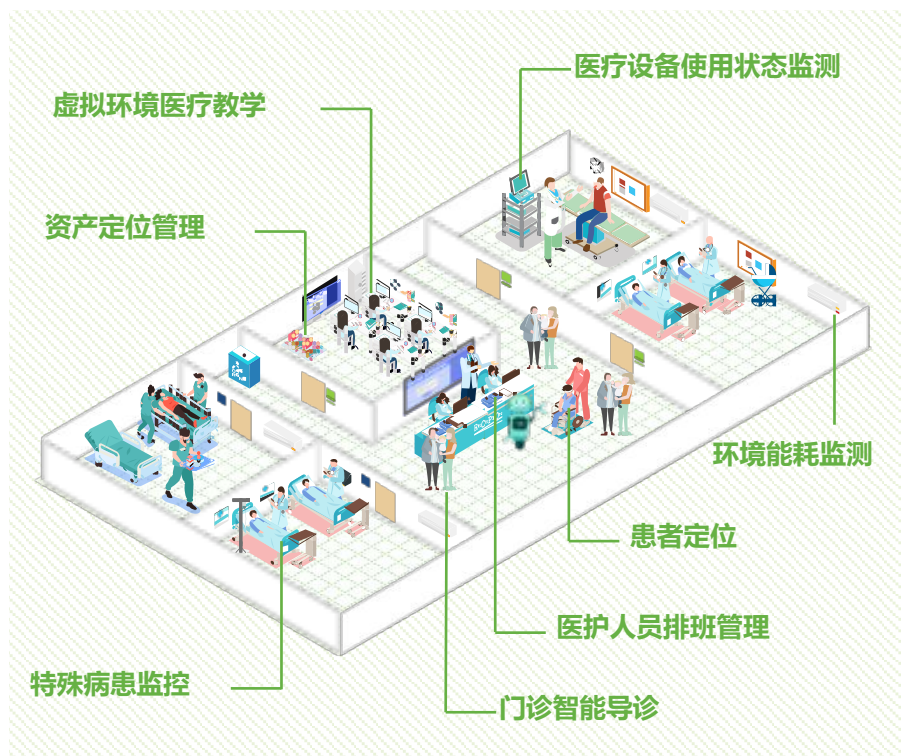 医疗设备使用状态监测
虚拟环境医疗教学
资产定位管理
环境能耗监测
患者定位
医护人员排班管理
特殊病患监控
门诊智能导诊